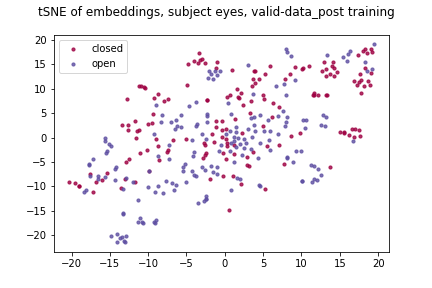 tSNE of embeddings, subject eyes, valid-data_post training
closed
open
20
15
10
5
0
−5
−10
−15
−20
−20 −15 −10 −5 0 5 10 15 20